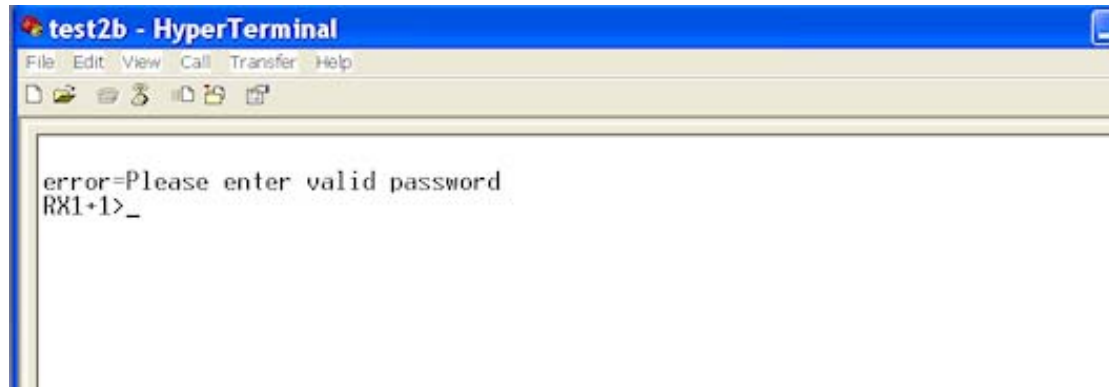 test2b - HyperTerminal
File Edit View Call Transfer Help
error=Please enter valid password
RX1+1>_